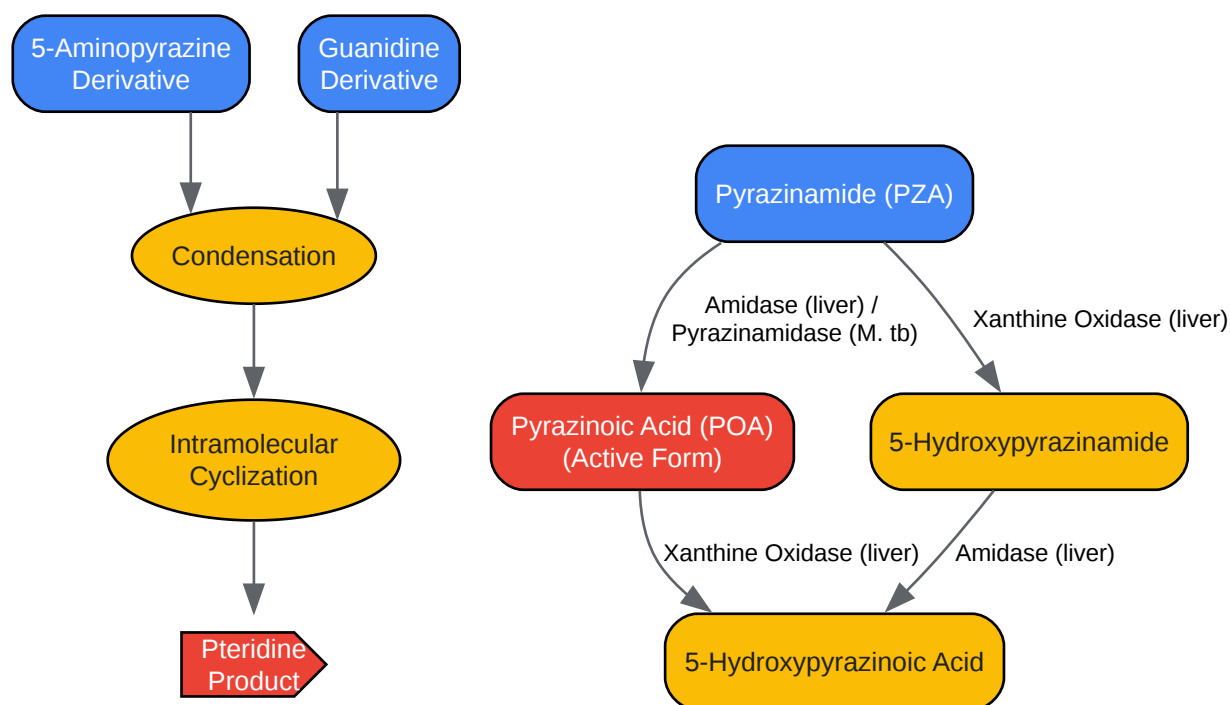 5-Aminopyrazine
Derivative
Guanidine
Derivative
Condensation
Intramolecular
Cyclization
Pteridine
Product
Pyrazinamide (PZA)
Amidase (liver) /
Pyrazinamidase (M. tb)
Xanthine Oxidase (liver)
Pyrazinoic Acid (POA)
(Active Form)
5-Hydroxypyrazinamide
Xanthine Oxidase (liver)
Amidase (liver)
5-Hydroxypyrazinoic Acid